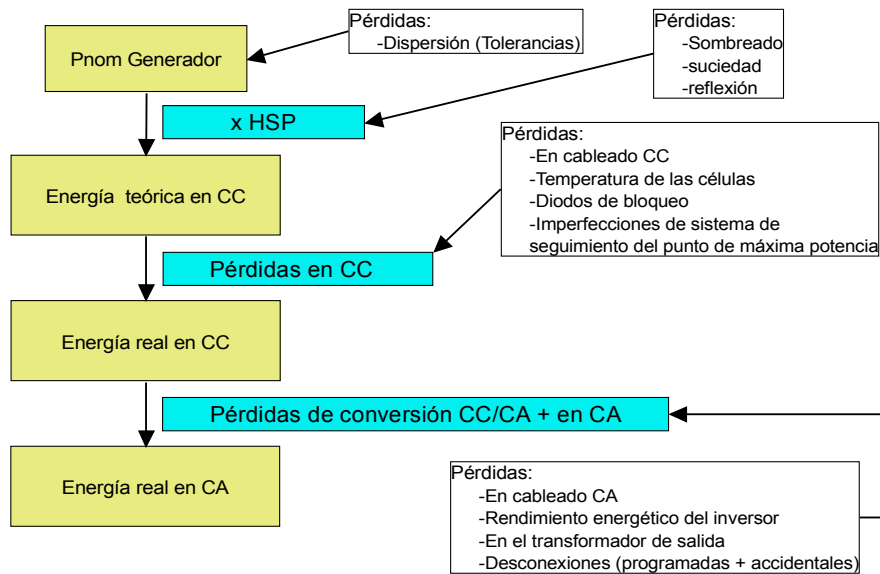 Pérdidas:
-Dispersión (Tolerancias)
Pérdidas:
-Sombreado
-suciedad
-reflexión
Pnom Generador
x HSP
Pérdidas:
-En cableado CC
-Temperatura de las células
-Diodos de bloqueo
-Imperfecciones de sistema de
seguimiento del punto de máxima potencia
Energía teórica en CC
Pérdidas en CC
Energía real en CC
Pérdidas de conversión CC/CA + en CA
Energía real en CA
Pérdidas:
-En cableado CA
-Rendimiento energético del inversor
-En el transformador de salida
-Desconexiones (programadas + accidentales)